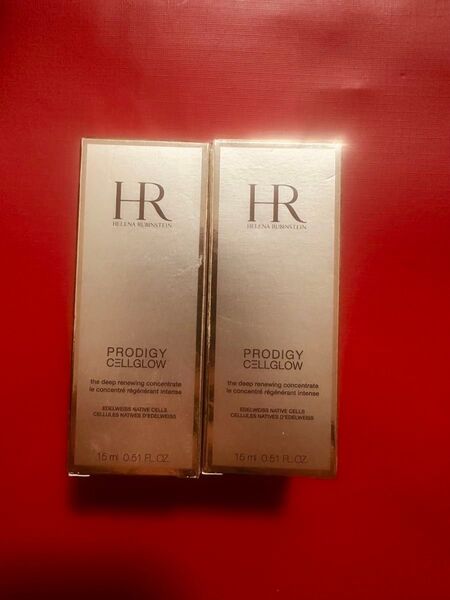 HR
HELENA RUBINSTEIN
PRODIGY
CELLGLOW
the deep renewing concentrate
le concentré régénérant intense
EDELWEISS NATIVE CELLS
CELLULES NATIVES D'EDELWEISS
15 ml 0.51 FL.OZ.
HR
HELENA RUBINSTEIN
PRODIGY
CELLGLOW
the deep renewing concentrate
le concentré régénérant intense
EDELWEISS NATIVE CELLS
CELLULES NATIVES D'EDELWEISS
15 ml 0.51 FL.OZ.